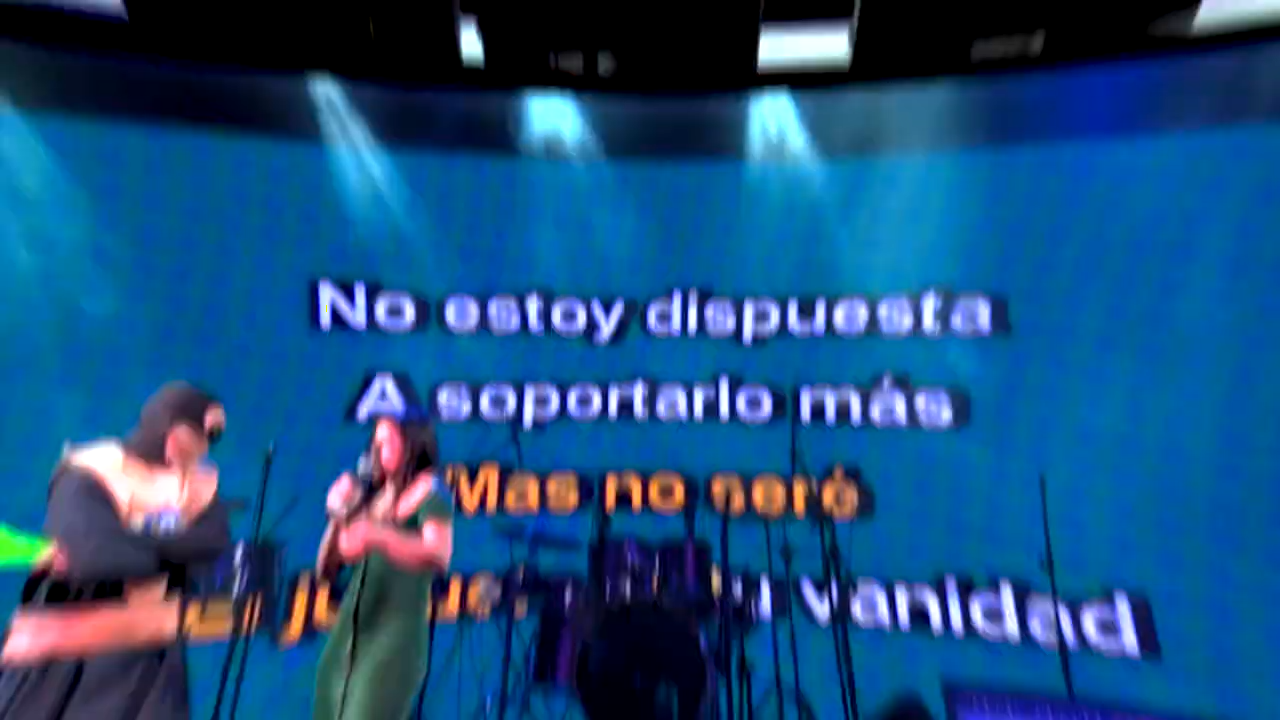 No estoy dispuesta
A soportarlo más
Mas no seré
vanidad